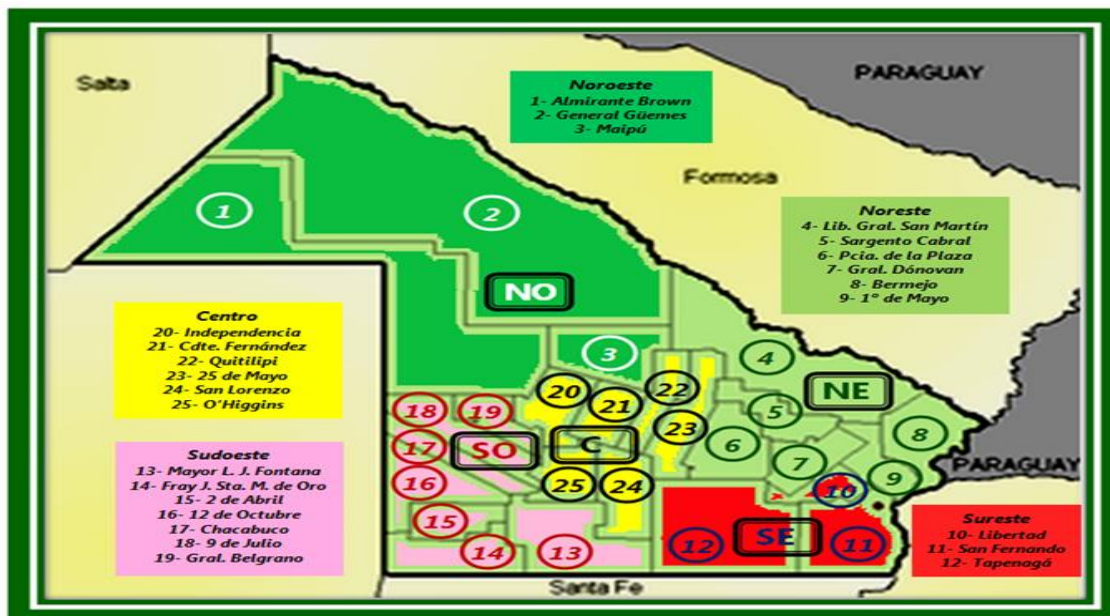 Salta
PARAGUAY
Noroeste
1- Almirante Brown
2- General Güemes
3- Maipú
Formosa
Noreste
4- Lib. Gral. San Martín
5- Sargento Cabral
6- Pcia. de la Plaza
7- Gral. Dónovan
8- Bermejo
9- 1º de Mayo
1
2
NO
Centro
20- Independencia
21- Cdte. Fernández
22- Quitilipi
23- 25 de Mayo
24- San Lorenzo
25- O'Higgins
3
4
NE
18
19
20
21
22
5
23
8
17
SO
C
6
7
PARAGUAY
16
25
24
10
9
Sudoeste
13- Mayor L. J. Fontana
14- Fray J. Sta. M. de Oro
15- 2 de Abril
16- 12 de Octubre
17- Chacabuco
18- 9 de Julio
19- Gral. Belgrano
15
14
13
12
SE
11
Sureste
10- Libertad
11- San Fernando
12- Tapenagá
Santa Fe